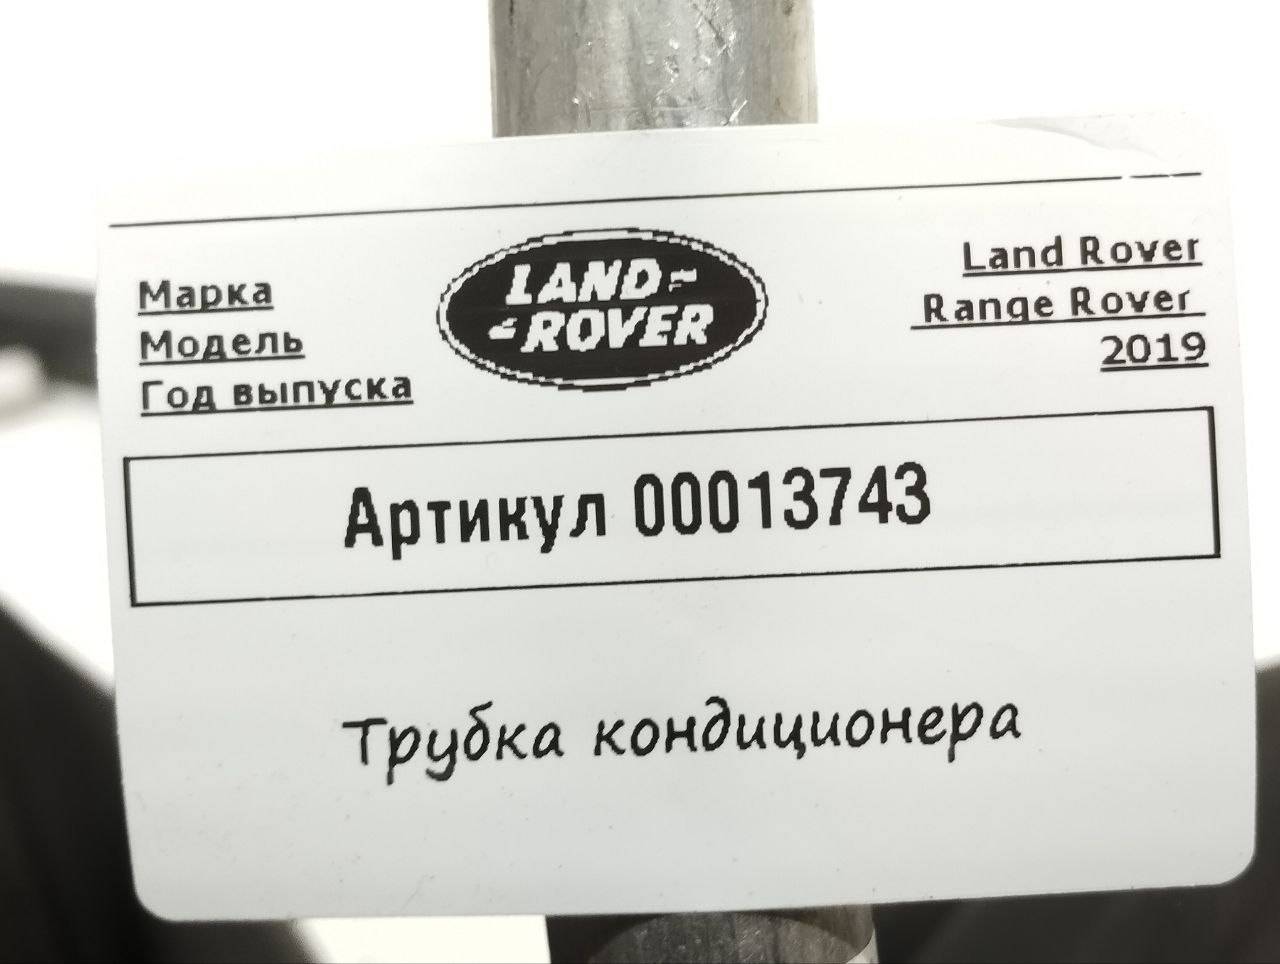 Марка
Модель
Год выпуска
LAND
ROVER
Land Rover
Range Rover
2019
Артикул 00013743
Трубка кондиционера